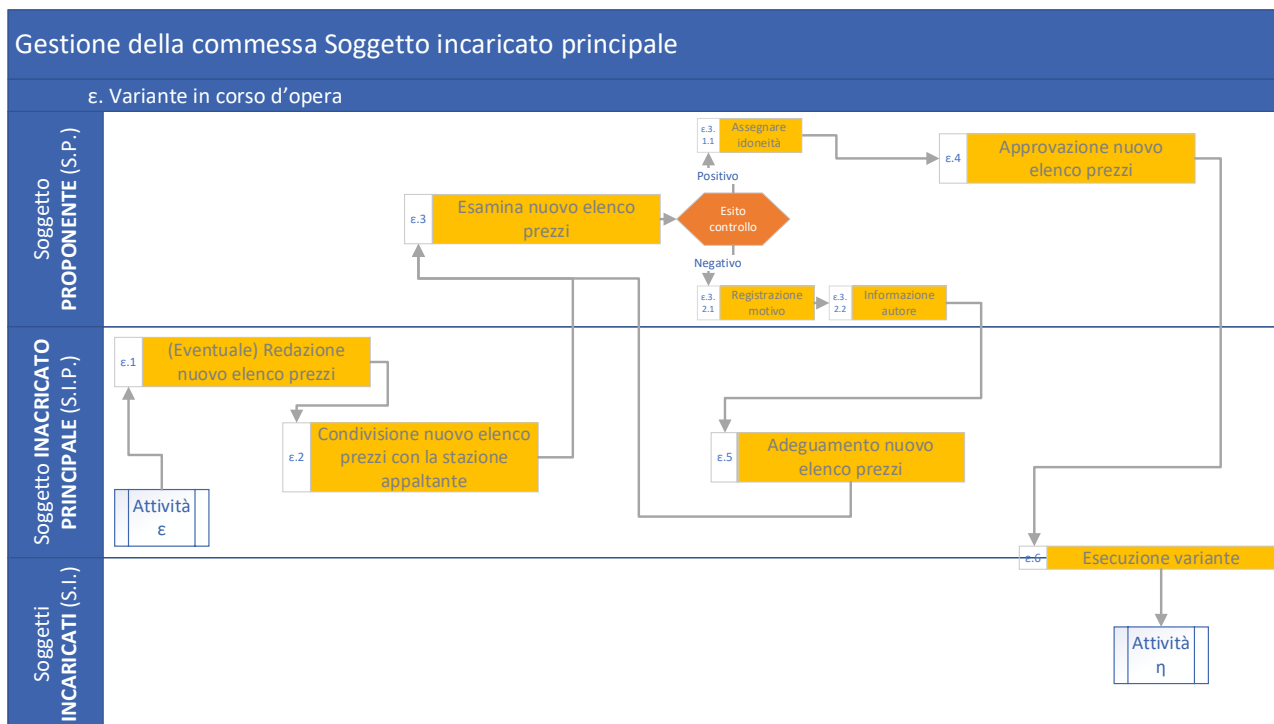 Gestione della commessa Soggetto incaricato principale
ε. Variante in corso d'opera
Soggetto
PROPONENTE (S.P.)
ε.3.
1.1
Assegnare
idoneità
Positivo
ε.4
Approvazione nuovo
elenco prezzi
ε.3
Esamina nuovo elenco
prezzi
Esito
controllo
Negativo
ε.3.
2.1
Registrazione
motivo
ε.3.
2.2
Informazione
autore
Soggetto INACRICATO
PRINCIPALE (S.I.P.)
ε.1
(Eventuale) Redazione
nuovo elenco prezzi
ε.2
Condivisione nuovo elenco
prezzi con la stazione
appaltante
ε.5
Adeguamento nuovo
elenco prezzi
Attività
ε
ε.6
Esecuzione variante
Soggetti
INCARICATI (S.I.)
Attività
η